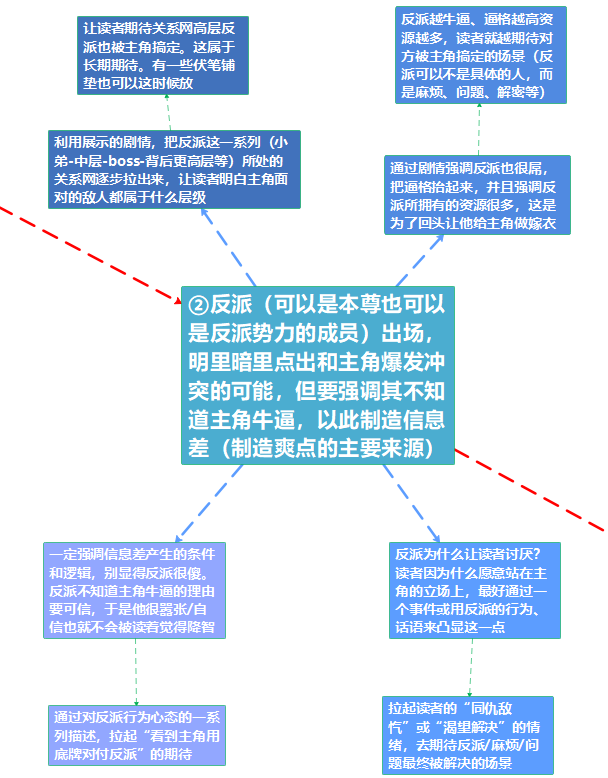 让读者期待关系网高层反
派也被主角搞定。这属于
长期期待。有一些伏笔铺
垫也可以这时候放
反派越牛逼、逼格越高资
源越多，读者就越期待对
方被主角搞定的场景（反
派可以不是具体的人，而
是麻烦、问题、解密等）
利用展示的剧情，把反派这一系列（小
弟-中层-boss-背后更高层等）所处的
关系网逐步拉出来，让读者明白主角面
对的敌人都属于什么层级
通过剧情强调反派也很屌，
把逼格抬起来，并且强调反
派所拥有的资源很多，这是
为了回头让他给主角做嫁衣
②反派（可以是本尊也可以
是反派势力的成员）出场，
明里暗里点出和主角爆发冲
突的可能，但要强调其不知
道主角牛逼，以此制造信息
差（制造爽点的主要来源）
一定强调信息差产生的条件
和逻辑，别显得反派很傻。
反派不知道主角牛逼的理由
要可信，于是他很嚣张/自
信也就不会被读着觉得降智
反派为什么让读者讨厌？
读者因为什么愿意站在主
角的立场上，最好通过一
个事件或用反派的行为、
话语来凸显这一点
通过对反派行为心态的一系
列描述，拉起“看到主角用
底牌对付反派”的期待
拉起读者的“同仇敌
忾”或“渴望解决”的情
绪，去期待反派/麻烦/问
题最终被解决的场景